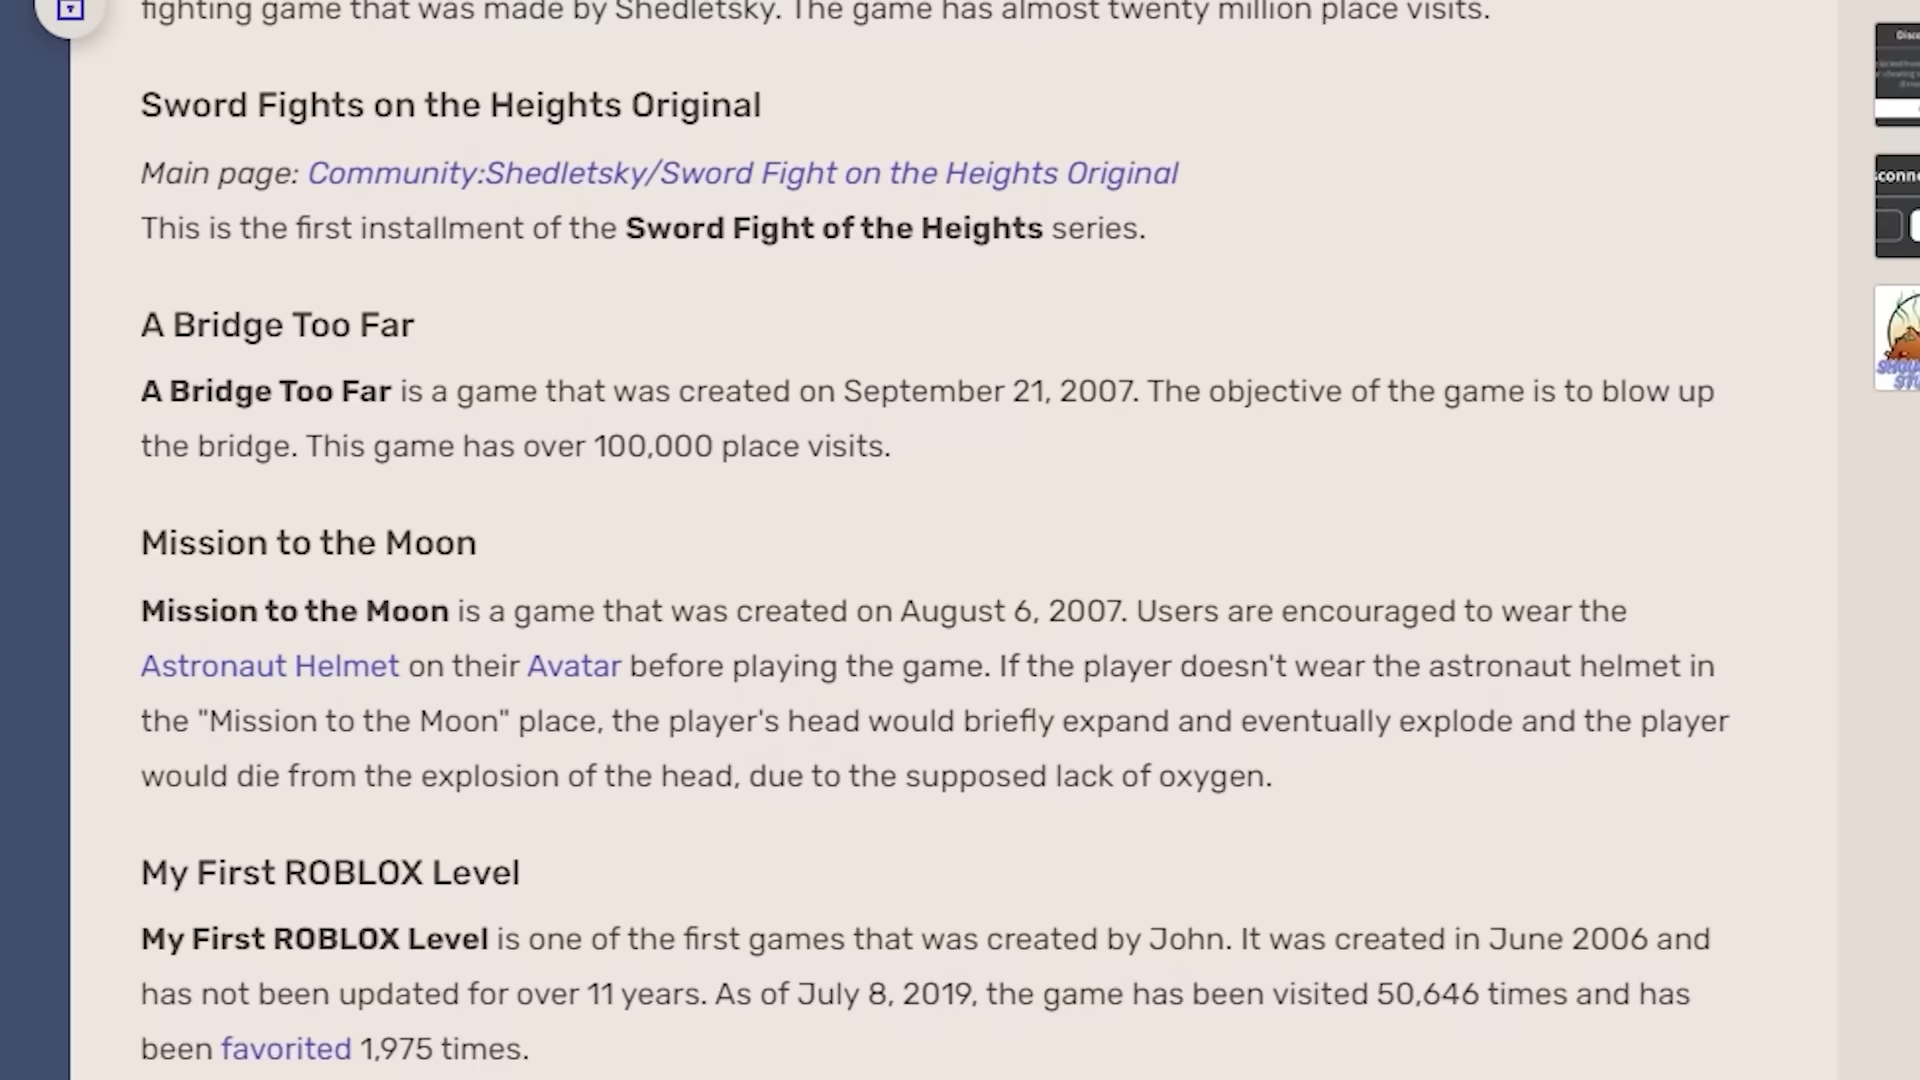 fighting game that was made by Shedletsky. The game has almost twenty million place visits.
Sword Fights on the Heights Original
Main page: Community:Shedletsky/Sword Fight on the Heights Original
This is the first installment of the Sword Fight of the Heights series.
A Bridge Too Far
A Bridge Too Far is a game that was created on September 21, 2007. The objective of the game is to blow up
the bridge. This game has over 100,000 place visits.
Mission to the Moon
Mission to the Moon is a game that was created on August 6, 2007. Users are encouraged to wear the
Astronaut Helmet on their Avatar before playing the game. If the player doesn't wear the astronaut helmet in
the "Mission to the Moon" place, the player's head would briefly expand and eventually explode and the player
would die from the explosion of the head, due to the supposed lack of oxygen.
My First ROBLOX Level
My First ROBLOX Level is one of the first games that was created by John. It was created in June 2006 and
has not been updated for over 11 years. As of July 8, 2019, the game has been visited 50,646 times and has
been favorited 1,975 times.